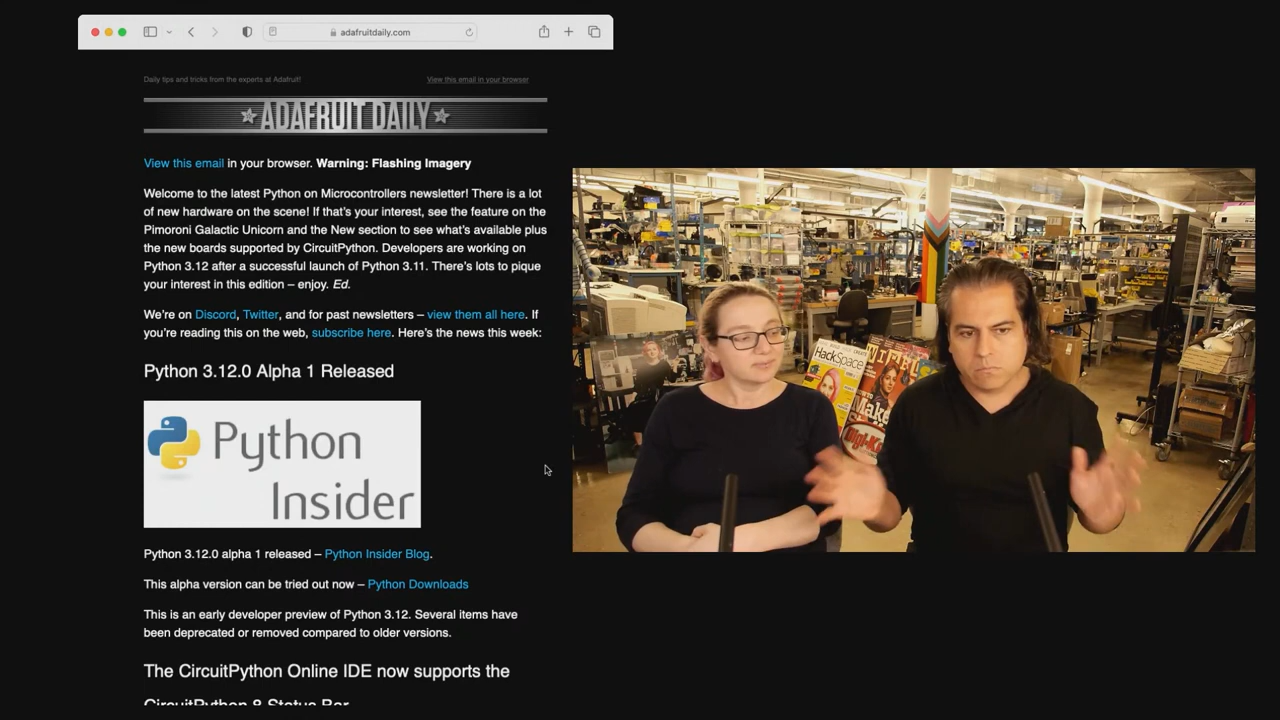 adafruitdaily.com
Daily tips and tricks from the experts at Adafruit!
View this email in your browser
ADAFRUIT DAILY
View this email in your browser. Warning: Flashing Imagery
Welcome to the latest Python on Microcontrollers newsletter! There is a lot
of new hardware on the scene! If that's your interest, see the feature on the
Pimoroni Galactic Unicorn and the New section to see what's available plus
the new boards supported by CircuitPython. Developers are working on
Python 3.12 after a successful launch of Python 3.11. There's lots to pique
your interest in this edition – enjoy. Ed.
We're on Discord, Twitter, and for past newsletters – view them all here. If
you're reading this on the web, subscribe here. Here's the news this week:
Python 3.12.0 Alpha 1 Released
Python
Insider
Python 3.12.0 alpha 1 released – Python Insider Blog.
This alpha version can be tried out now – Python Downloads
This is an early developer preview of Python 3.12. Several items have
been deprecated or removed compared to older versions.
The CircuitPython Online IDE now supports the
CircuitPython 8 Status Bar
HackSpace
WIRED
Make
Digi-Key